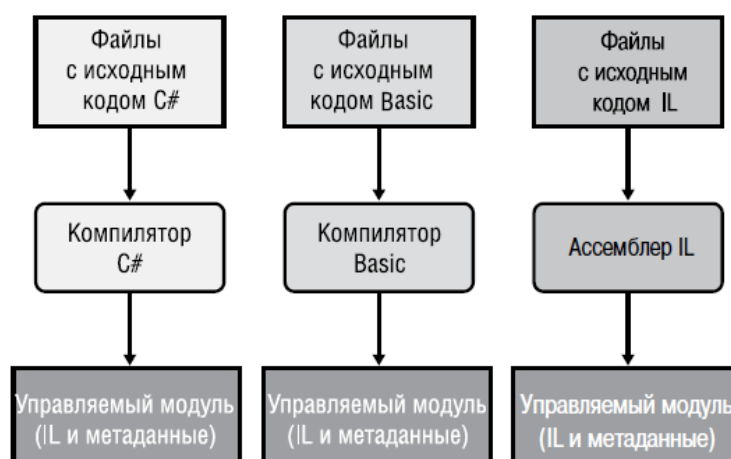 Файлы
с исходным
кодом C#
Файлы
с исходным
кодом Basic
Файлы
с исходным
кодом IL
Компилятор
C#
Компилятор
Basic
Ассемблер IL
Управляемый модуль
(IL и метаданные)
Управляемый модуль
(IL и метаданные)
Управляемый модуль
(IL и метаданные)